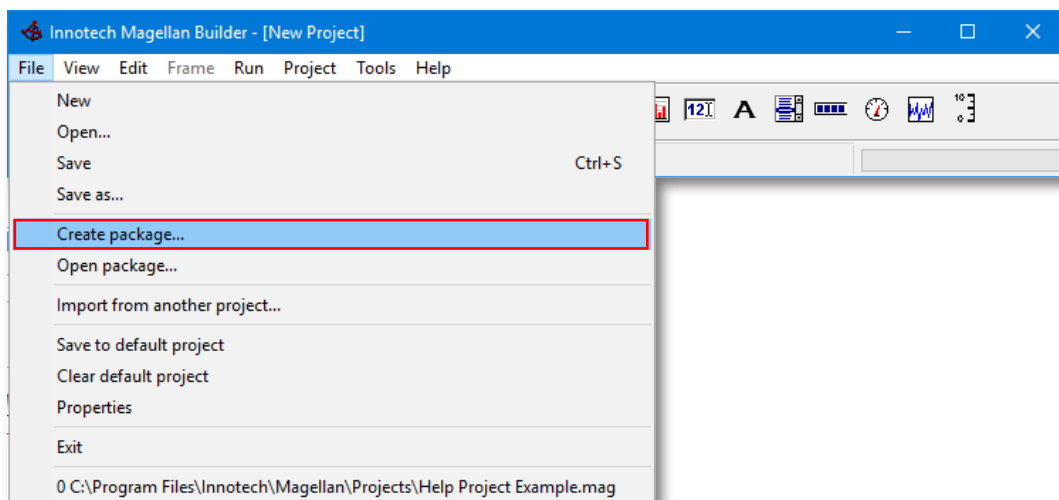 Innotech Magellan Builder - [New Project]
File View Edit Frame Run Project Tools Help
New
Open...
Save Ctrl+S
Save as...
Create package...
Open package...
Import from another project...
Save to default project
Clear default project
Properties
Exit
0 C:\Program Files\Innotech\Magellan\Projects\Help Project Example.mag
12I A 10 0